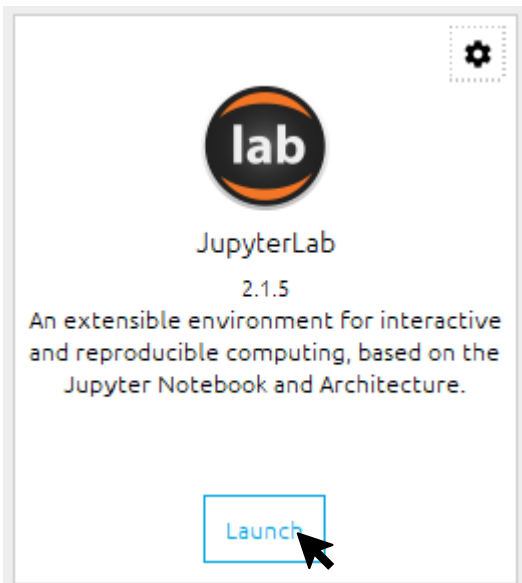 lab
JupyterLab
2.1.5
An extensible environment for interactive
and reproducible computing, based on the
Jupyter Notebook and Architecture.
Launch